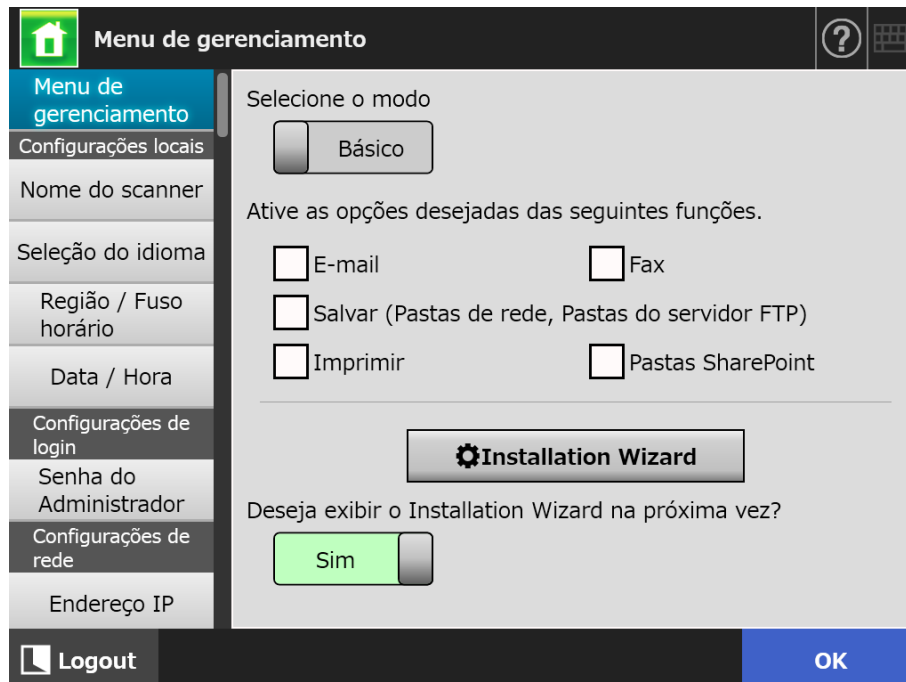 Menu de gerenciamento
?
Menu de
gerenciamento
Configurações locais
Nome do scanner
Seleção do idioma
Região / Fuso
horário
Data / Hora
Configurações de
login
Senha do
Administrador
Configurações de
rede
Endereço IP
Selecione o modo
Básico
Ative as opções desejadas das seguintes funções.
E-mail
Fax
Salvar (Pastas de rede, Pastas do servidor FTP)
Imprimir
Pastas SharePoint
Installation Wizard
Deseja exibir o Installation Wizard na próxima vez?
Sim
Logout
OK